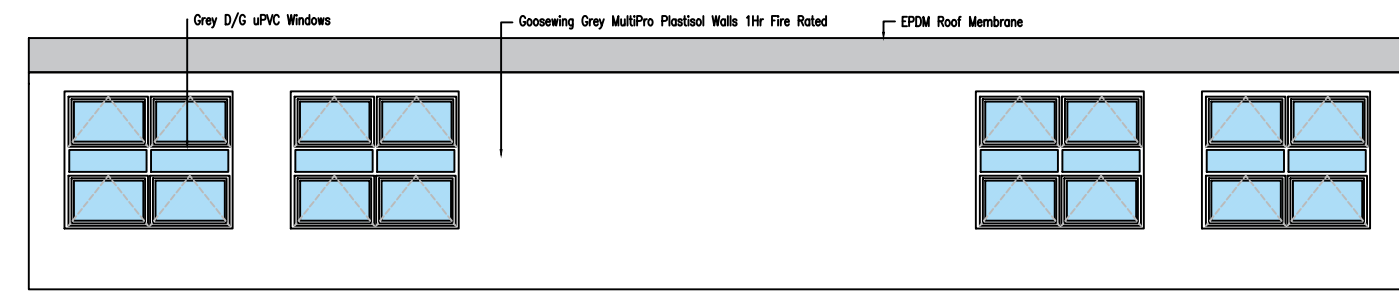 Grey D/G uPVC Windows
Goosewing Grey MultiPro Plastisol Walls 1Hr Fire Rated
EPDM Roof Membrane